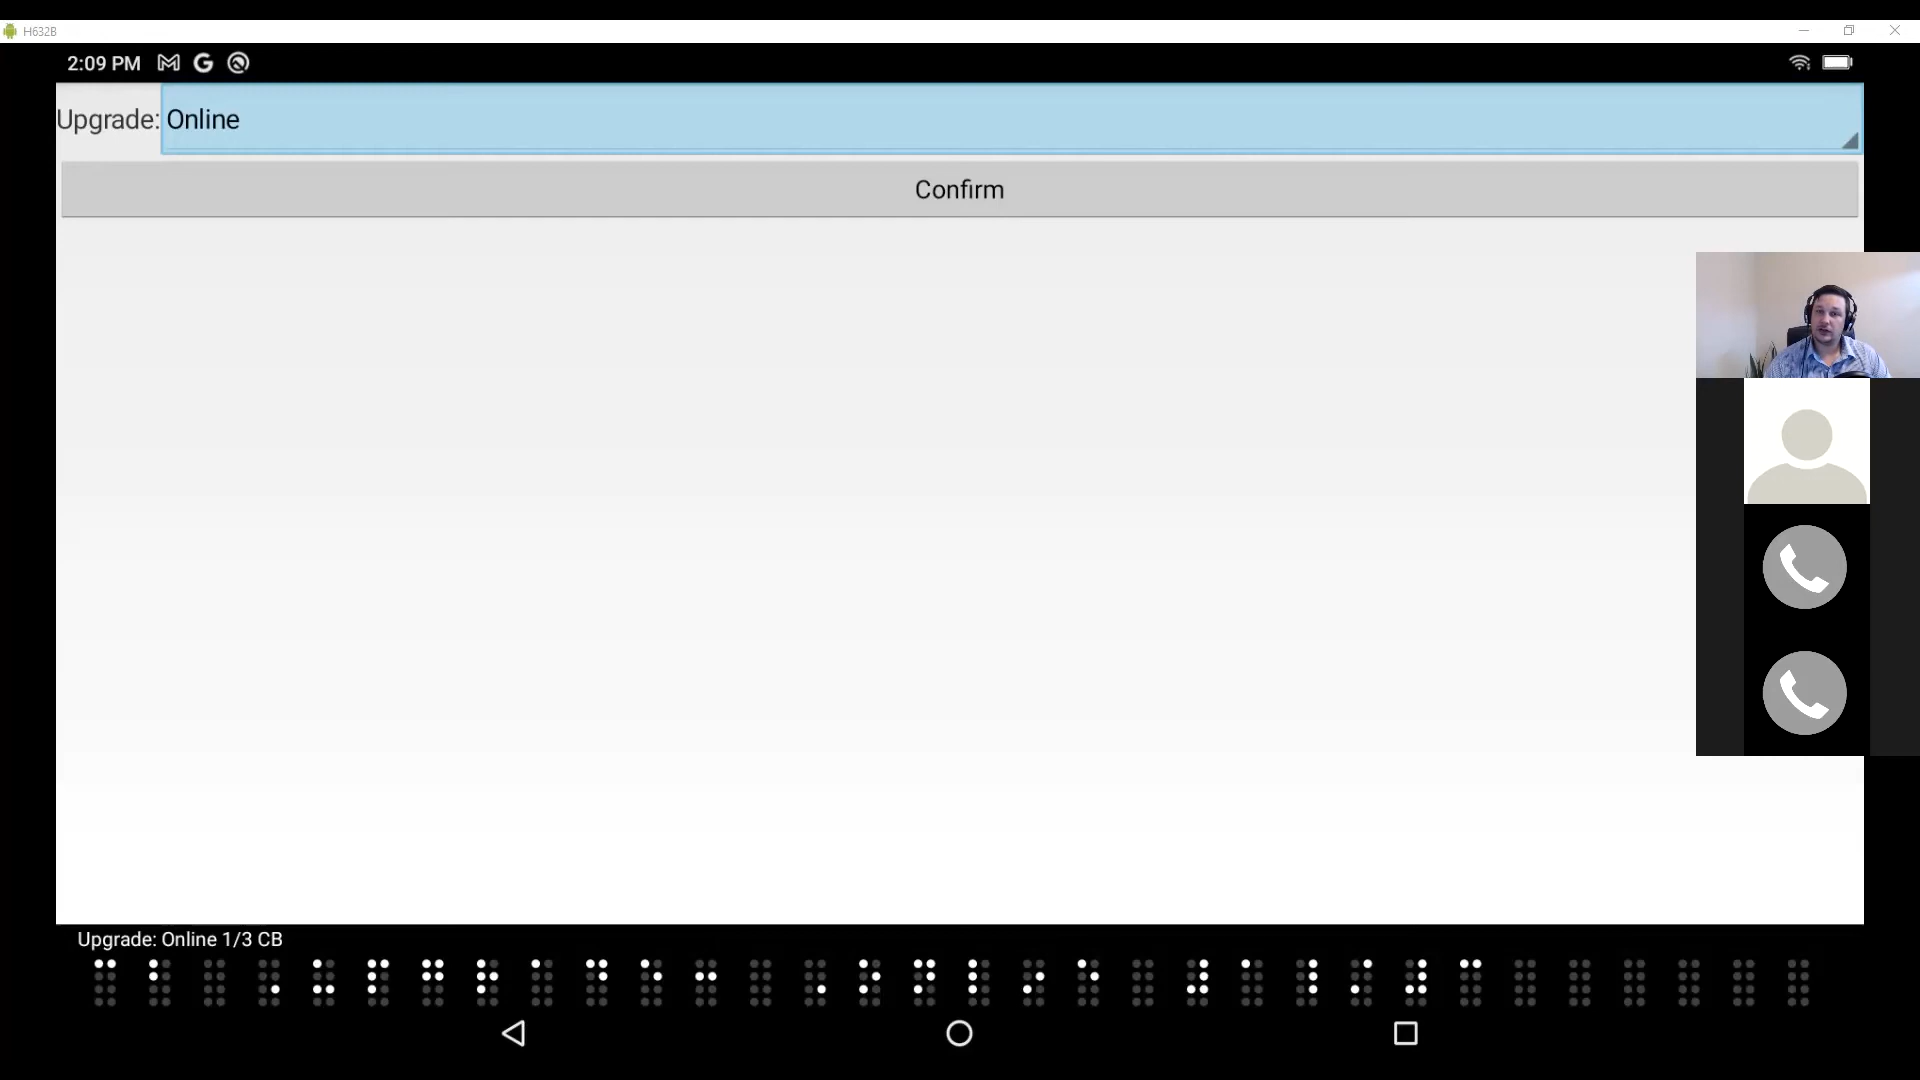 H632B
2:09 PM
Upgrade: Online
Confirm
Upgrade: Online 1/3 CB